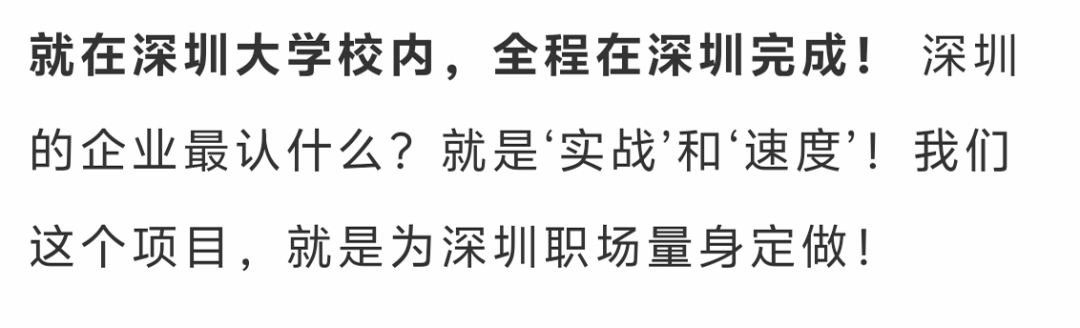 就在深圳大学校内，全程在深圳完成！ 深圳
的企业最认什么？就是‘实战’和‘速度’！我们
这个项目，就是为深圳职场量身定做！